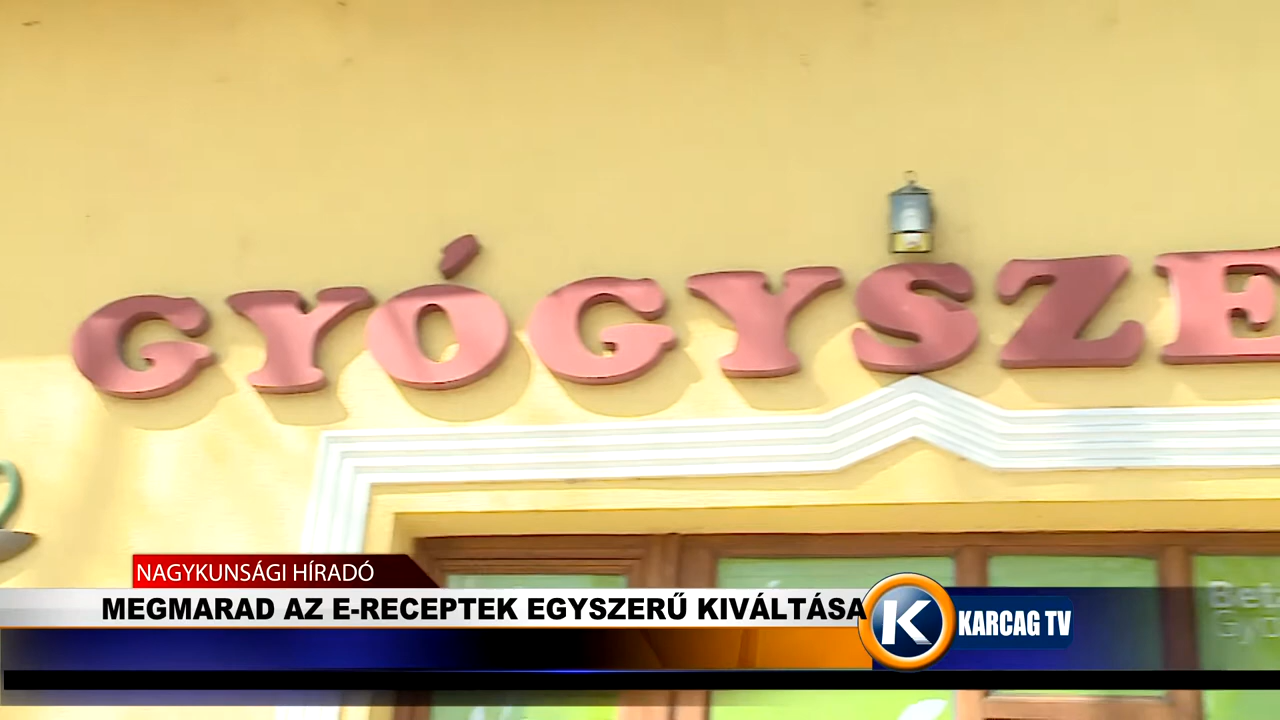 GYÓGYSZE
NAGYKUNSÁGI HÍRADÓ
MEGMARAD AZ E-RECEPTEK EGYSZERŰ KIVÁLTÁSA
K KARCAG TV